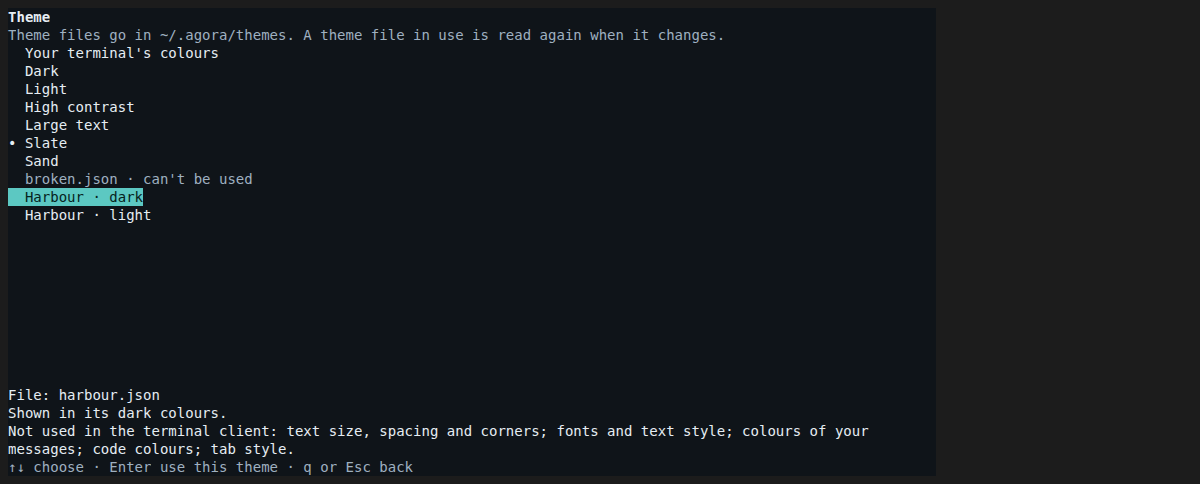 Theme
Theme files go in ~/.agora/themes. A theme file in use is read again when it changes.
Your terminal's colours
Dark
Light
High contrast
Large text
• Slate
Sand
broken.json · can't be used
Harbour · dark
Harbour · light
File: harbour.json
Shown in its dark colours.
Not used in the terminal client: text size, spacing and corners; fonts and text style; colours of your
messages; code colours; tab style.
↑↓ choose · Enter use this theme · q or Esc back